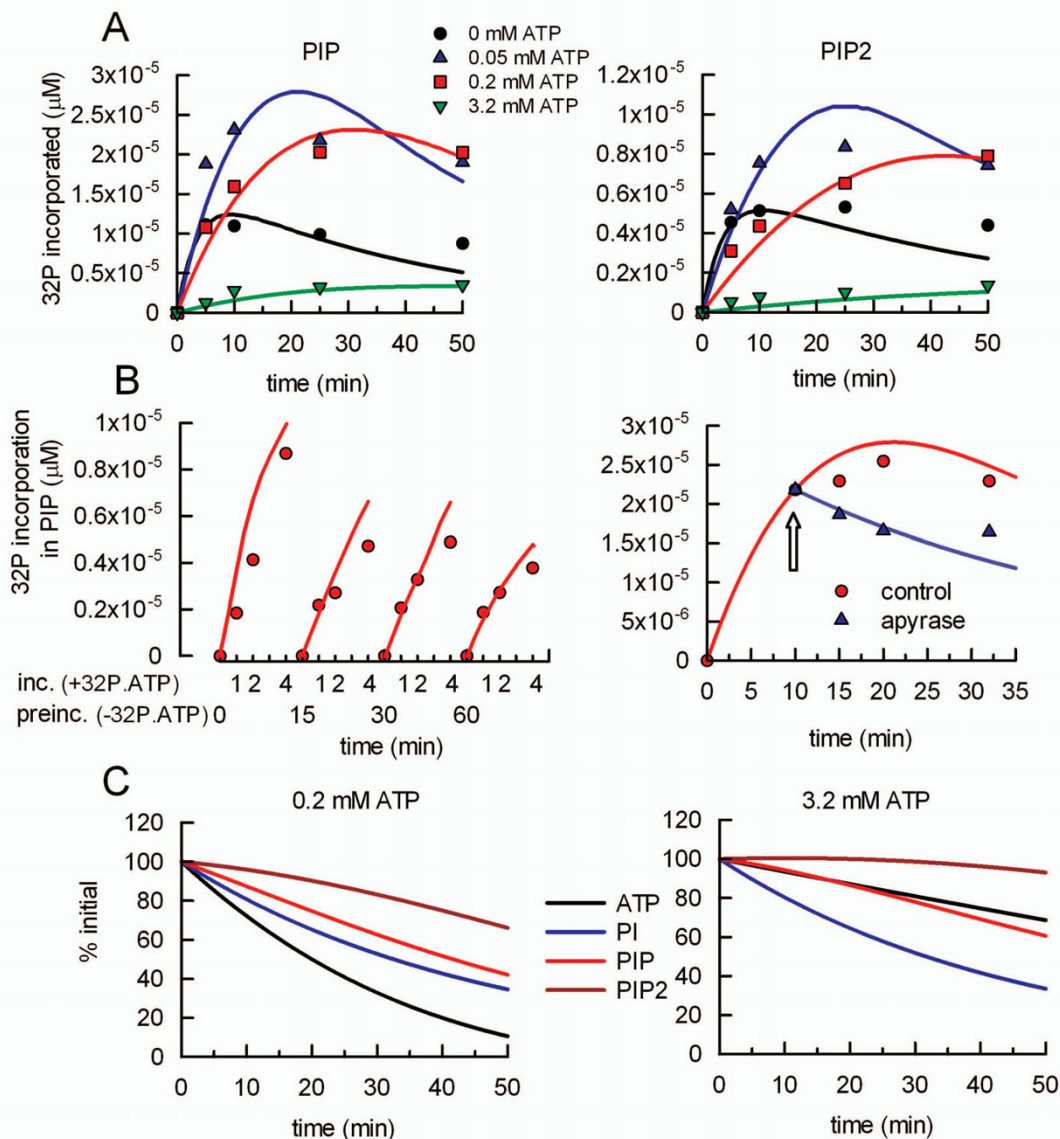 A
PIP
0 mM ATP
0.05 mM ATP
0.2 mM ATP
3.2 mM ATP
PIP2
32P incorporated (μM)
3x10-5
2.5x10-5
2x10-5
1.5x10-5
1x10-5
0.5x10-5
0
0 10 20 30 40 50
time (min)
1.2x10-5
1x10-5
0.8x10-5
0.6x10-5
0.4x10-5
0.2x10-5
0
0 10 20 30 40 50
time (min)
B
32P incorporation
in PIP (μM)
1x10-5
0.8x10-5
0.6x10-5
0.4x10-5
0.2x10-5
0
inc. (+32P.ATP) 1 2 4 1 2 4 1 2 4 1 2 4
preinc. (-32P.ATP) 0 15 30 60
time (min)
3x10-5
2.5x10-5
2x10-5
1.5x10-5
1x10-5
5x10-6
0
control
apyrase
0 5 10 15 20 25 30 35
time (min)
C
0.2 mM ATP
% initial
120
100
80
60
40
20
0
0 10 20 30 40 50
time (min)
ATP
PI
PIP
PIP2
3.2 mM ATP
120
100
80
60
40
20
0
0 10 20 30 40 50
time (min)